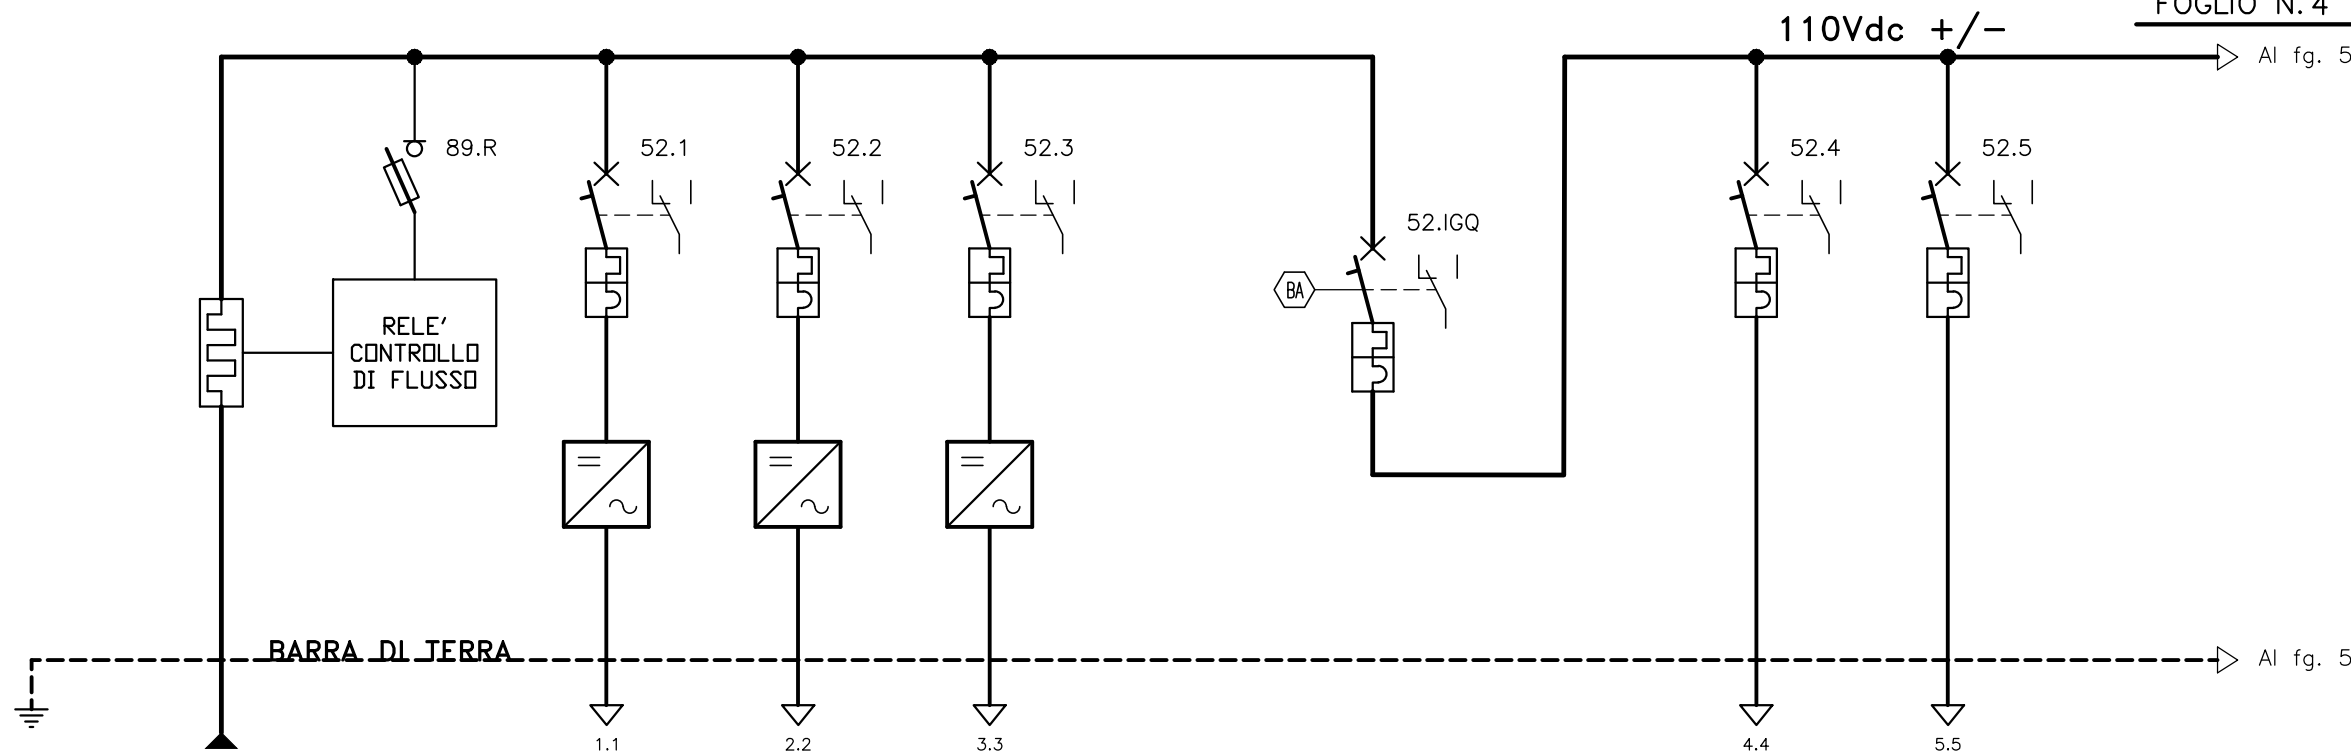 FOGLIO N. 4
110Vdc +/-
Al fg. 5
89.R
52.1
52.2
52.3
52.4
52.5
52.IGQ
BA
RELE'
CONTROLLO
DI FLUSSO
BARRA DI TERRA
Al fg. 5
1.1
2.2
3.3
4.4
5.5